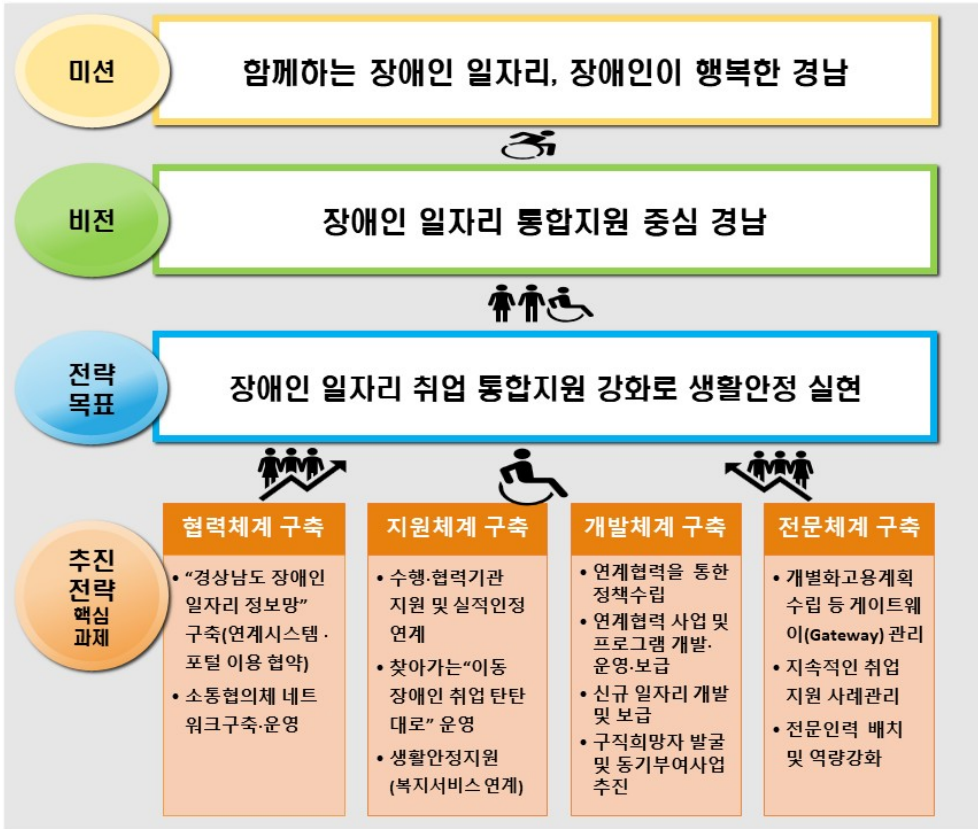 미션
함께하는 장애인 일자리, 장애인이 행복한 경남
비전
장애인 일자리 통합지원 중심 경남
전략
목표
장애인 일자리 취업 통합지원 강화로 생활안정 실현
추진
전략
핵심
과제
협력체계 구축
• “경상남도 장애인
일자리 정보망”
구축(연계시스템 ·
포털 이용 협약)
• 소통협의체 네트
워크구축·운영
지원체계 구축
• 수행·협력기관
지원 및 실적인정
연계
• 찾아가는“이동
장애인 취업 탄탄
대로” 운영
• 생활안정지원
(복지서비스 연계)
개발체계 구축
• 연계협력을 통한
정책수립
• 연계협력 사업 및
프로그램 개발·
운영·보급
• 신규 일자리 개발
및 보급
• 구직희망자 발굴
및 동기부여사업
추진
전문체계 구축
• 개별화고용계획
수립 등 게이트웨
이(Gateway) 관리
• 지속적인 취업
지원 사례관리
• 전문인력 배치
및 역량강화